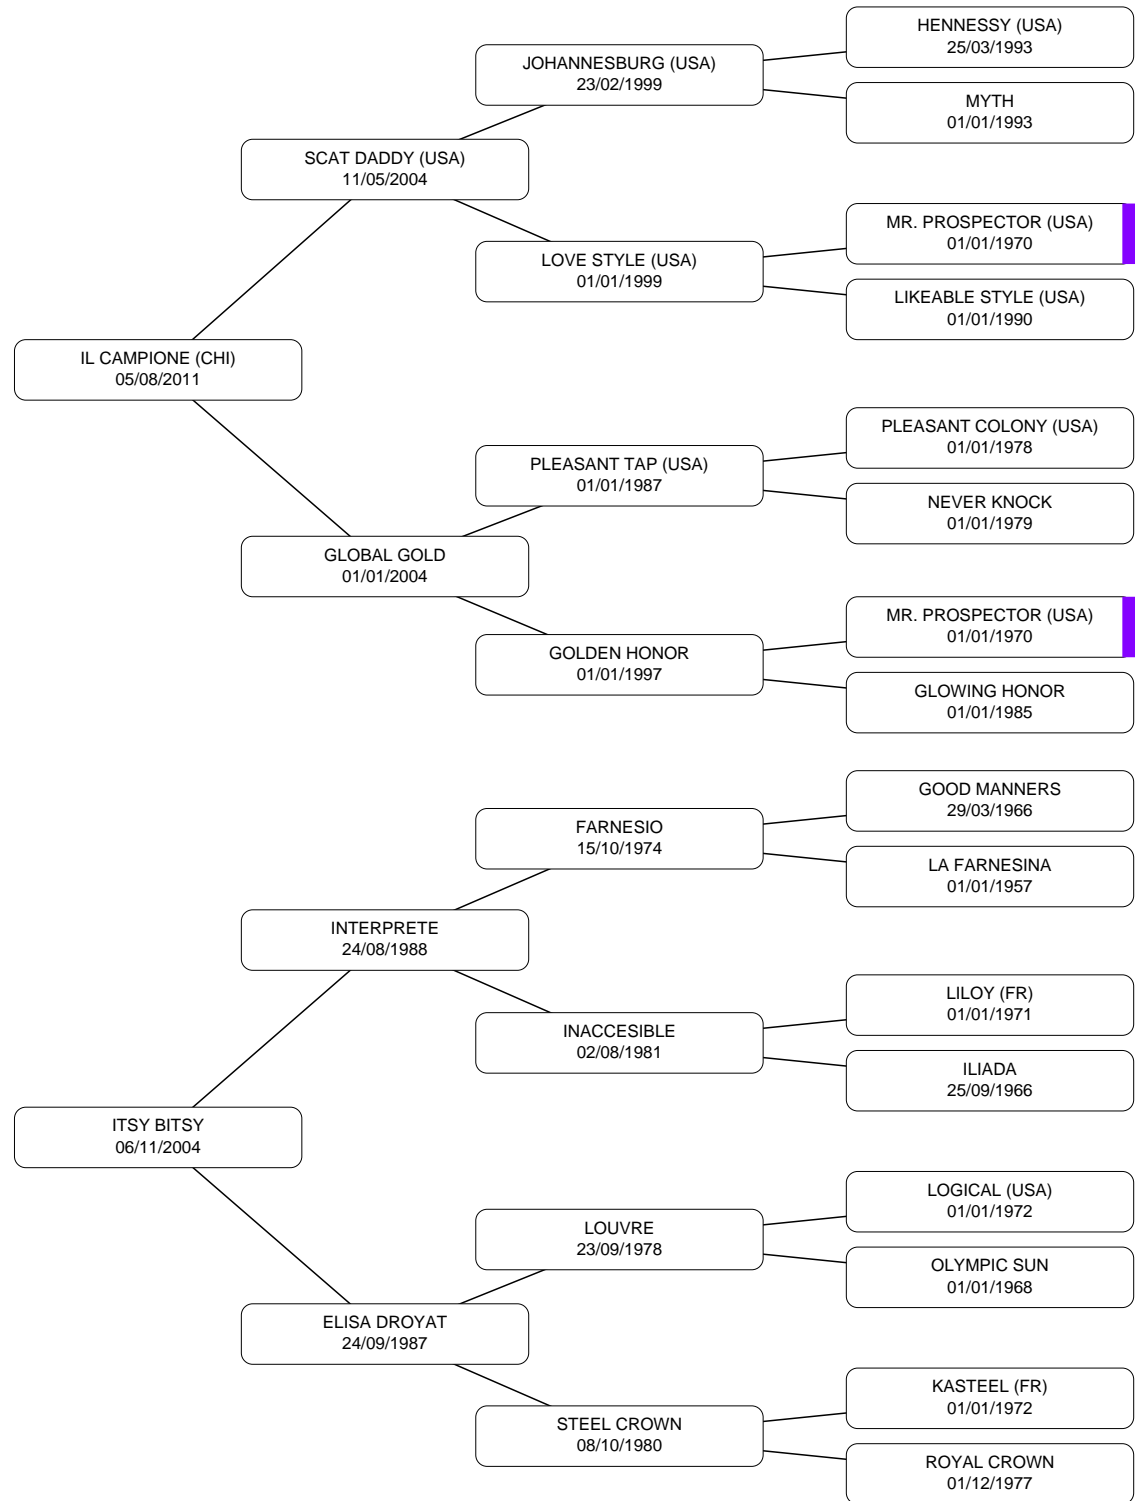 HENNESSY (USA)
25/03/1993
JOHANNESBURG (USA)
23/02/1999
MYTH
01/01/1993
SCAT DADDY (USA)
11/05/2004
MR. PROSPECTOR (USA)
01/01/1970
LOVE STYLE (USA)
01/01/1999
LIKEABLE STYLE (USA)
01/01/1990
IL CAMPIONE (CHI)
05/08/2011
PLEASANT COLONY (USA)
01/01/1978
PLEASANT TAP (USA)
01/01/1987
NEVER KNOCK
01/01/1979
GLOBAL GOLD
01/01/2004
MR. PROSPECTOR (USA)
01/01/1970
GOLDEN HONOR
01/01/1997
GLOWING HONOR
01/01/1985
GOOD MANNERS
29/03/1966
FARNESIO
15/10/1974
LA FARNESINA
01/01/1957
INTERPRETE
24/08/1988
LILOY (FR)
01/01/1971
INACCESIBLE
02/08/1981
ILIADA
25/09/1966
ITSY BITSY
06/11/2004
LOGICAL (USA)
01/01/1972
LOUVRE
23/09/1978
OLYMPIC SUN
01/01/1968
ELISA DROYAT
24/09/1987
KASTEEL (FR)
01/01/1972
STEEL CROWN
08/10/1980
ROYAL CROWN
01/12/1977